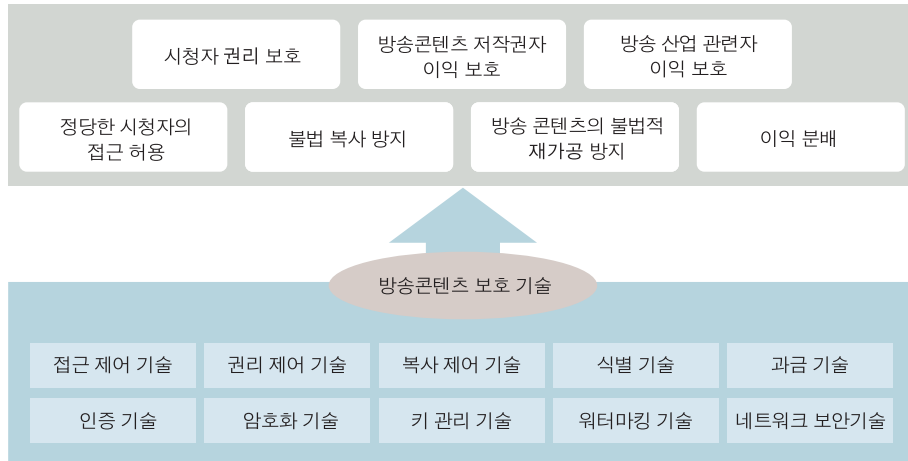 시청자 권리 보호
방송콘텐츠 저작권자
이익 보호
방송 산업 관련자
이익 보호
정당한 시청자의
접근 허용
불법 복사 방지
방송 콘텐츠의 불법적
재가공 방지
이익 분배
방송콘텐츠 보호 기술
접근 제어 기술
권리 제어 기술
복사 제어 기술
식별 기술
과금 기술
인증 기술
암호화 기술
키 관리 기술
워터마킹 기술
네트워크 보안기술